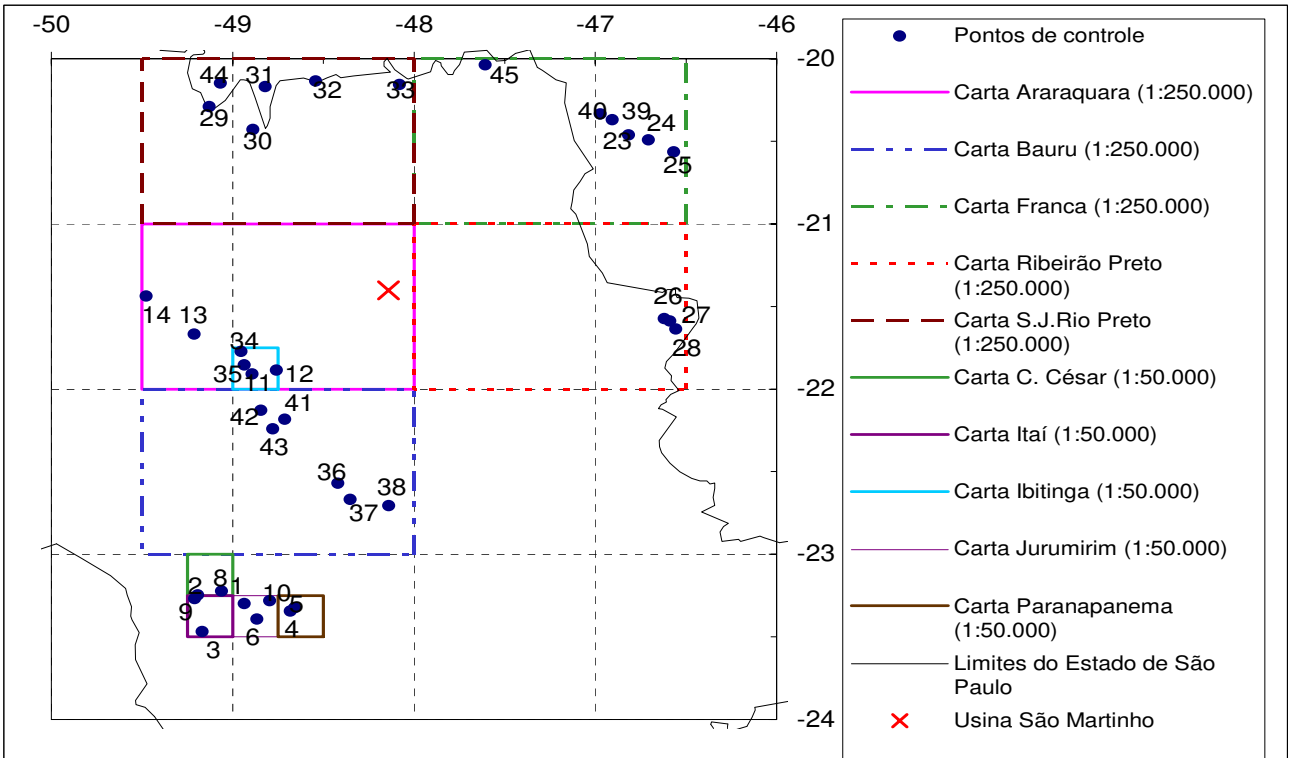 -50 -49 -48 -47 -46
-20
-21
-22
-23
-24
44 31 32 33 45
29
30
40 39
23 24
25
14 13
34
35 11 12
26
27
28
42 41
43
36 38
37
2 8 1 10 5
9
3 6 4
Pontos de controle
Carta Araraquara (1:250.000)
Carta Bauru (1:250.000)
Carta Franca (1:250.000)
Carta Ribeirão Preto
(1:250.000)
Carta S.J.Rio Preto
(1:250.000)
Carta C. César (1:50.000)
Carta Itaí (1:50.000)
Carta Ibitinga (1:50.000)
Carta Jurumirim (1:50.000)
Carta Paranapanema
(1:50.000)
Limites do Estado de São
Paulo
Usina São Martinho